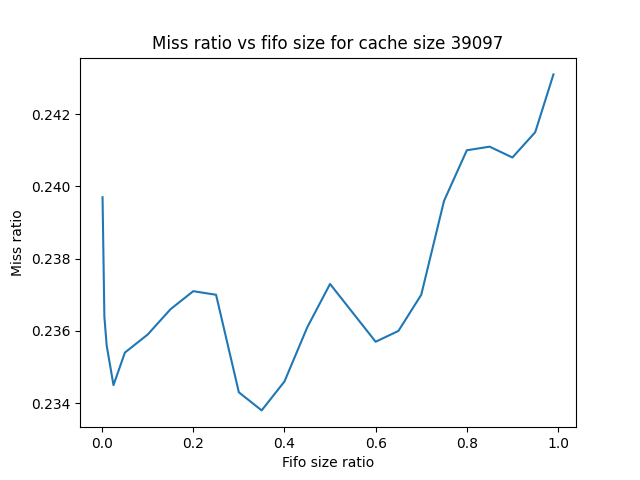 Miss ratio vs fifo size for cache size 39097
Miss ratio
0.242
0.240
0.238
0.236
0.234
0.0 0.2 0.4 0.6 0.8 1.0
Fifo size ratio